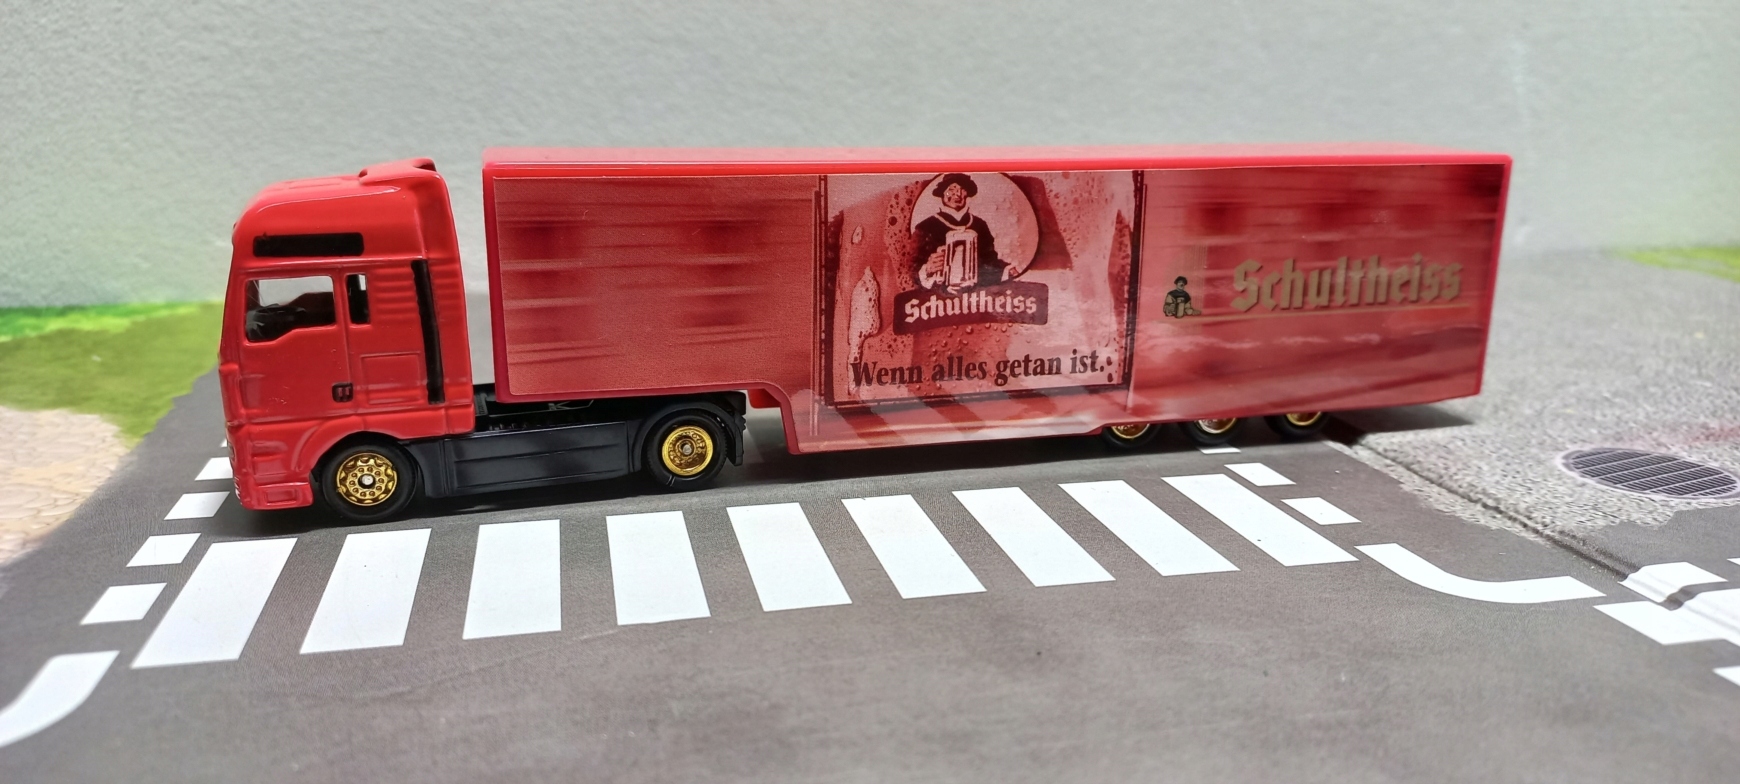 Schultheiss
Wenn alles getan ist.
Schultheiss